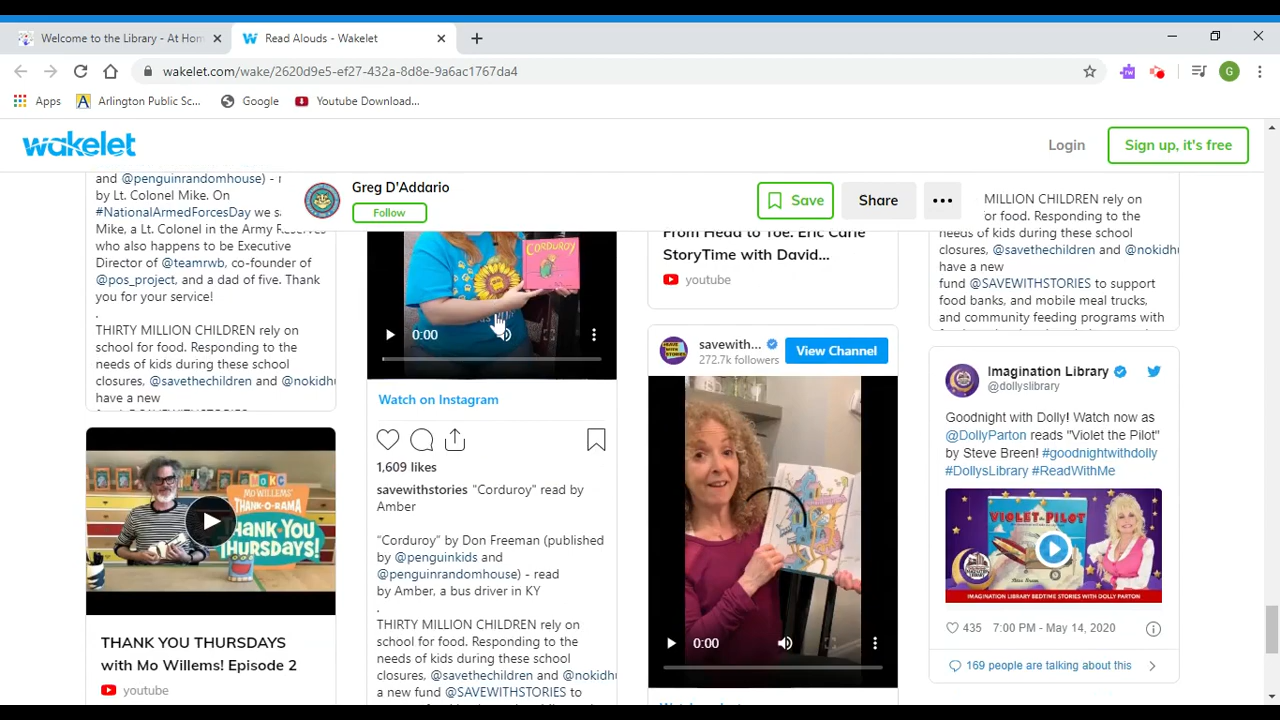 Welcome to the Library - At Hom
Read Alouds - Wakelet
wakelet.com/wake/2620d9e5-ef27-432a-8d8e-9a6ac1767da4
G
Apps
Arlington Public Sc...
Google
Youtube Download...
wakelet
Login
Sign up, it's free
Greg D'Addario
Follow
Save
Share
and @penguinrandomhouse) -
by Lt. Colonel Mike. On
#NationalArmedForcesDay we
Mike, a Lt. Colonel in the Army Reserves
who also happens to be Executive
Director of @teamrwb, co-founder of
@pos_project, and a dad of five. Thank
you for your service!
.
THIRTY MILLION CHILDREN rely on
school for food. Responding to the
needs of kids during these school
closures, @savethechildren and @nokidhu
have a new
CORDUROY
0:00
Watch on Instagram
1,609 likes
savewithstories "Corduroy" read by
Amber
"Corduroy" by Don Freeman (published
by @penguinkids and
@penguinrandomhouse) - read
by Amber, a bus driver in KY
.
THIRTY MILLION CHILDREN rely on
school for food. Responding to the
needs of kids during these school
closures, @savethechildren and @nokidhu
a new fund @SAVEWITHSTORIES to
MO WILLEMS'
THANK-O-RAMA
THANK YOU
THURSDAYS!
THANK YOU THURSDAYS
with Mo Willems! Episode 2
youtube
From Head to Toe. Eric Carle
StoryTime with David...
youtube
savewith...
272.7k followers
View Channel
0:00
MILLION CHILDREN rely on
or food. Responding to the
needs of kids during these school
closures, @savethechildren and @nokidhu
have a new
fund @SAVEWITHSTORIES to support
food banks, and mobile meal trucks,
and community feeding programs with
Imagination Library
@dollyslibrary
Goodnight with Dolly! Watch now as
@DollyParton reads "Violet the Pilot"
by Steve Breen! #goodnightwithdolly
#DollysLibrary #ReadWithMe
VIOLET the PILOT
IMAGINATION LIBRARY BEDTIME STORIES WITH DOLLY PARTON
435
7:00 PM - May 14, 2020
169 people are talking about this